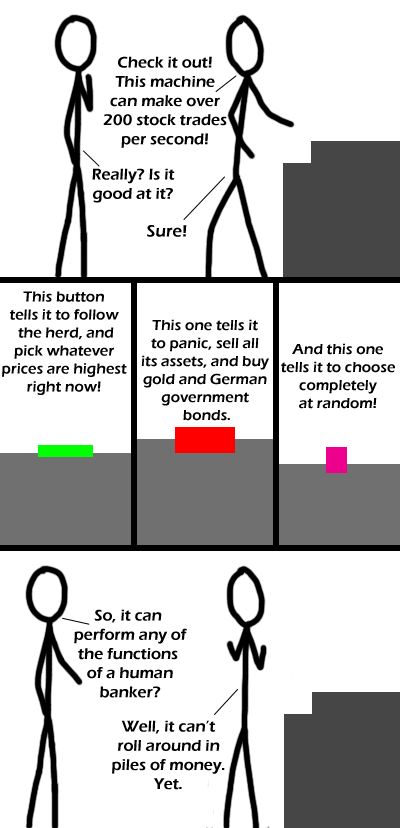 Check it out!
This machine
can make over
200 stock trades
per second!
Really? Is it
good at it?
Sure!
This button
tells it to follow
the herd, and
pick whatever
prices are highest
right now!
This one tells it
to panic, sell all
its assets, and buy
gold and German
government
bonds.
And this one
tells it to choose
completely
at random!
So, it can
perform any of
the functions
of a human
banker?
Well, it can't
roll around in
piles of money.
Yet.